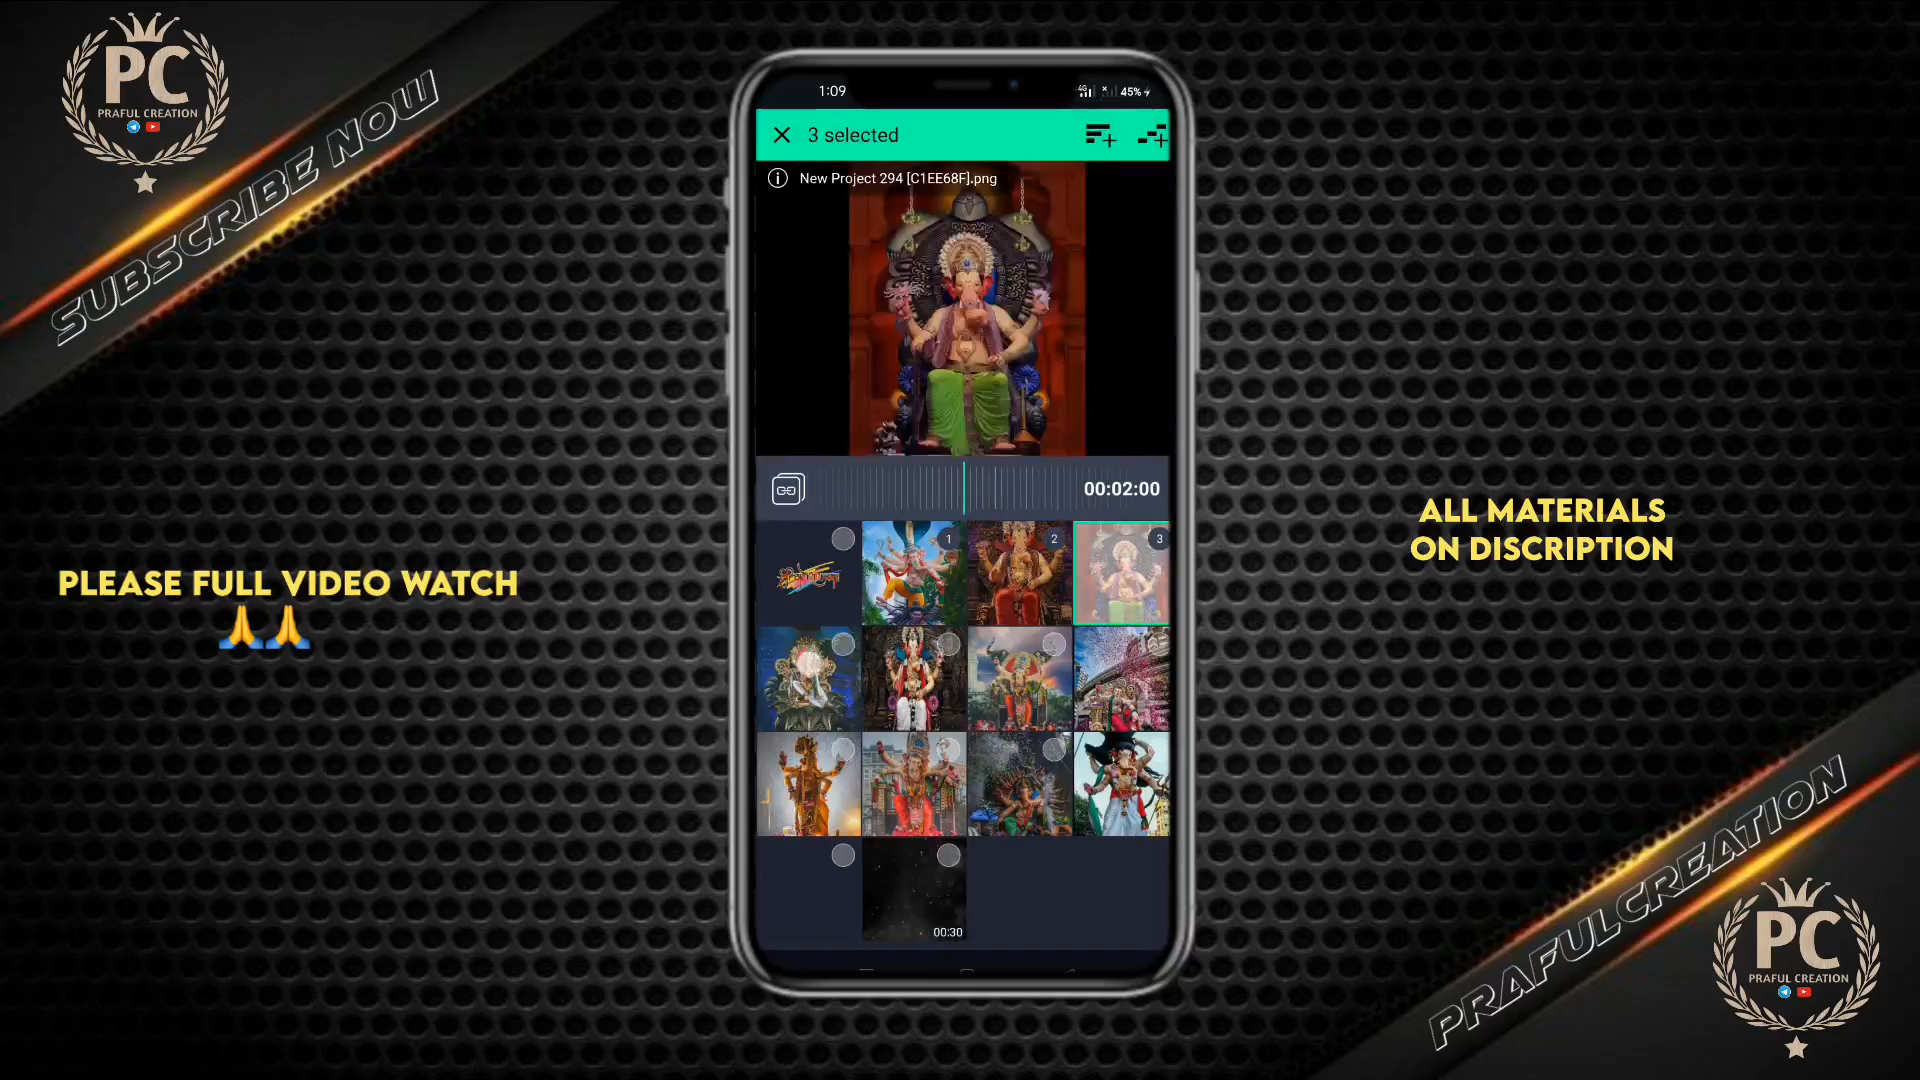 PC
PRAFUL CREATION
SUBSCRIBE NOW
1:09
4G
45%
3 selected
New Project 294 [C1EE68F].png
00:02:00
1
2
3
00:30
PLEASE FULL VIDEO WATCH
🙏🙏
ALL MATERIALS
ON DISCRIPTION
PRAFULCREATION
PC
PRAFUL CREATION